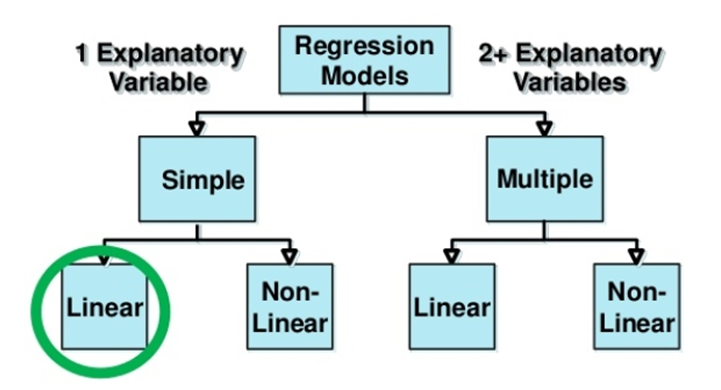 1 Explanatory
Variable
Regression
Models
2+ Explanatory
Variables
Simple
Multiple
Linear
Non-
Linear
Linear
Non-
Linear